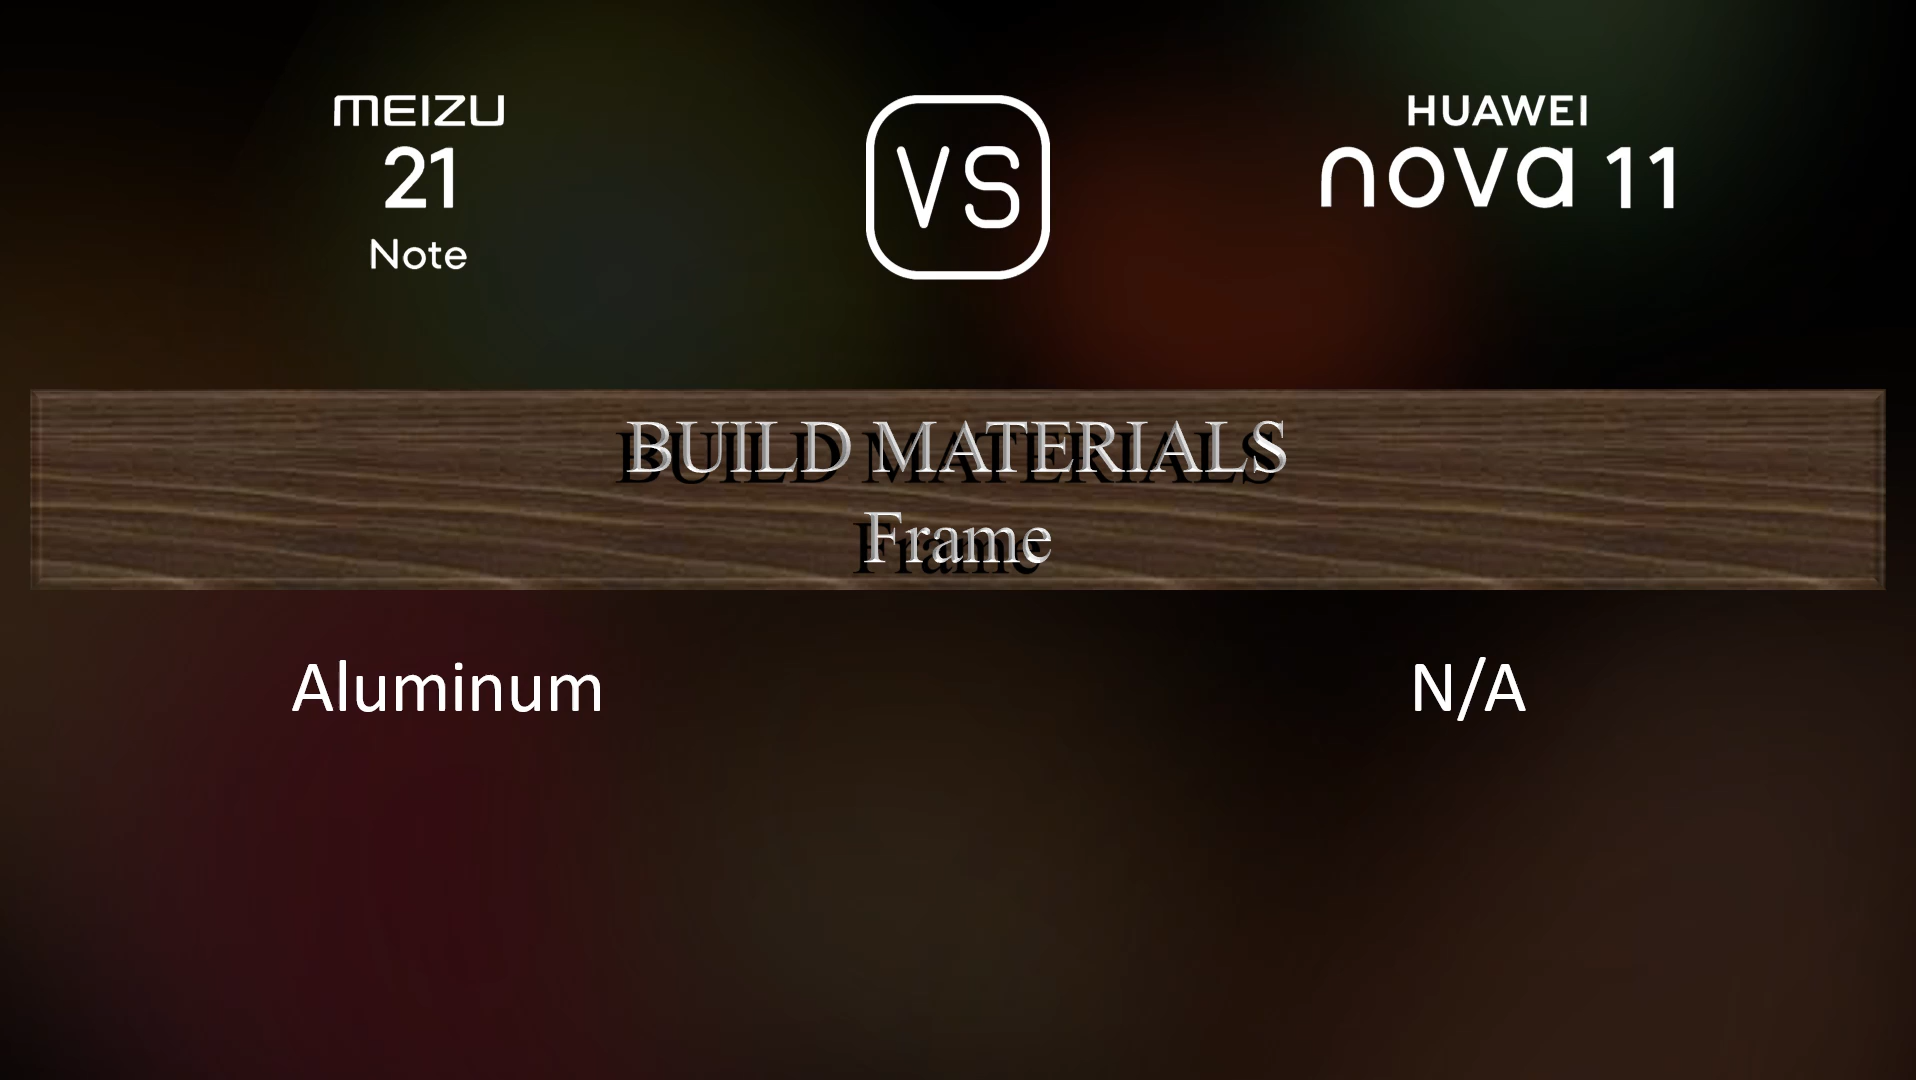 MEIZU
21
Note
VS
HUAWEI
nova 11
BUILD MATERIALS
Frame
Aluminum
N/A